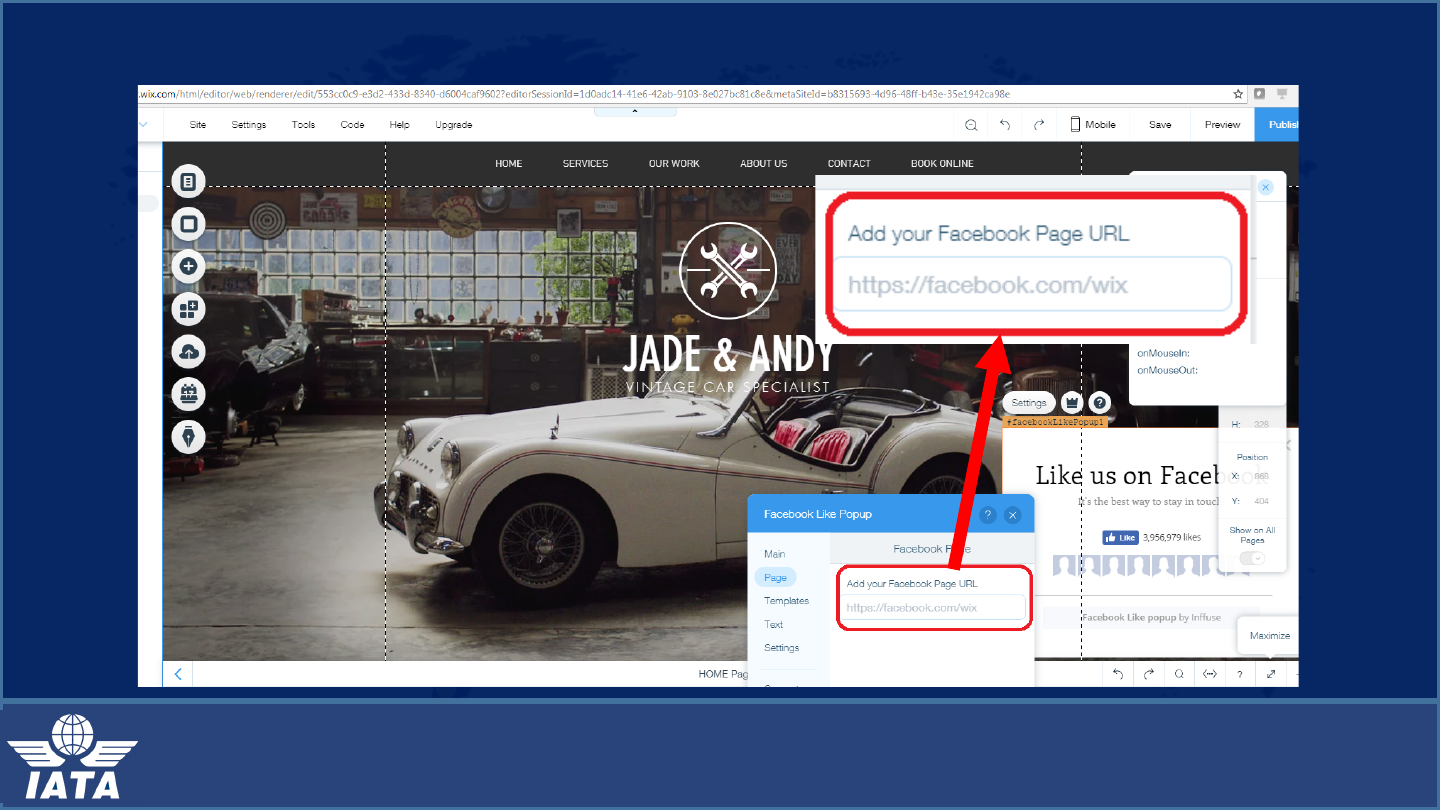 .wix.com/html/editor/web/renderer/edit/553cc0c9-e3d2-433d-8340-d6004caf9602?editorSessionId=1d0adc14-41e6-42ab-9103-8e027bc81c8e&metaSiteId=b8315693-4d96-48ff-b43e-35e1942ca98e
Site Settings Tools Code Help Upgrade Mobile Save Preview Publish
HOME SERVICES OUR WORK ABOUT US CONTACT BOOK ONLINE
Add your Facebook Page URL
https://facebook.com/wix
JADE & ANDY
VINTAGE CAR SPECIALIST
onMouseIn:
onMouseOut:
Settings
#facebookLikePopup1
H: 328
Position
X: 868
Y: 404
Show on All
Pages
Like us on Facebook
It's the best way to stay in touch
Like 3,956,979 likes
Facebook Like popup by Inffuse
Maximize
Facebook Like Popup
Main
Page
Templates
Text
Settings
Facebook Page
Add your Facebook Page URL
https://facebook.com/wix
HOME Pag
IATA